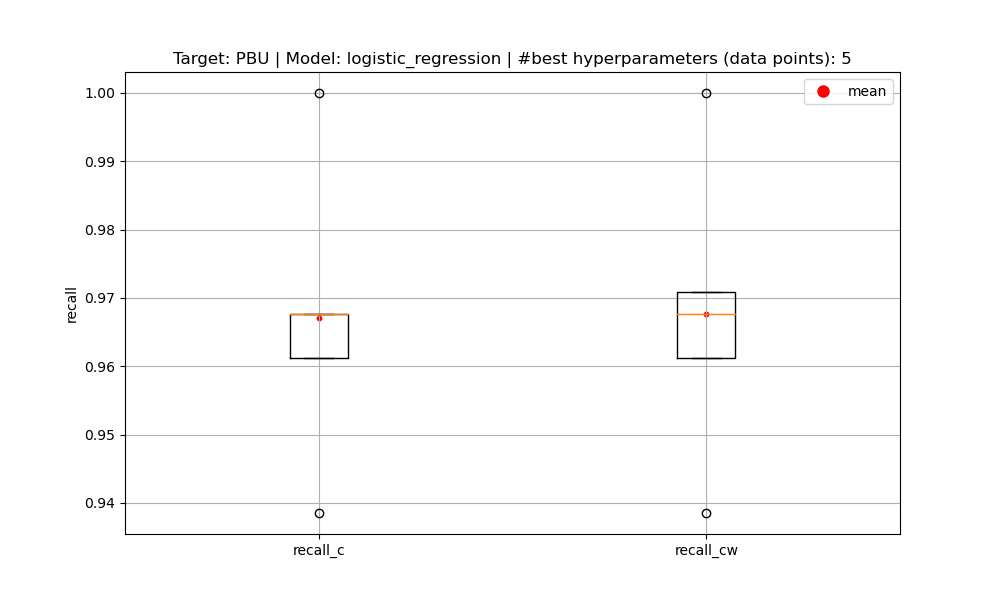 Target: PBU | Model: logistic_regression | #best hyperparameters (data points): 5
mean
1.00
0.99
0.98
0.97
0.96
0.95
0.94
recall
recall_c
recall_cw